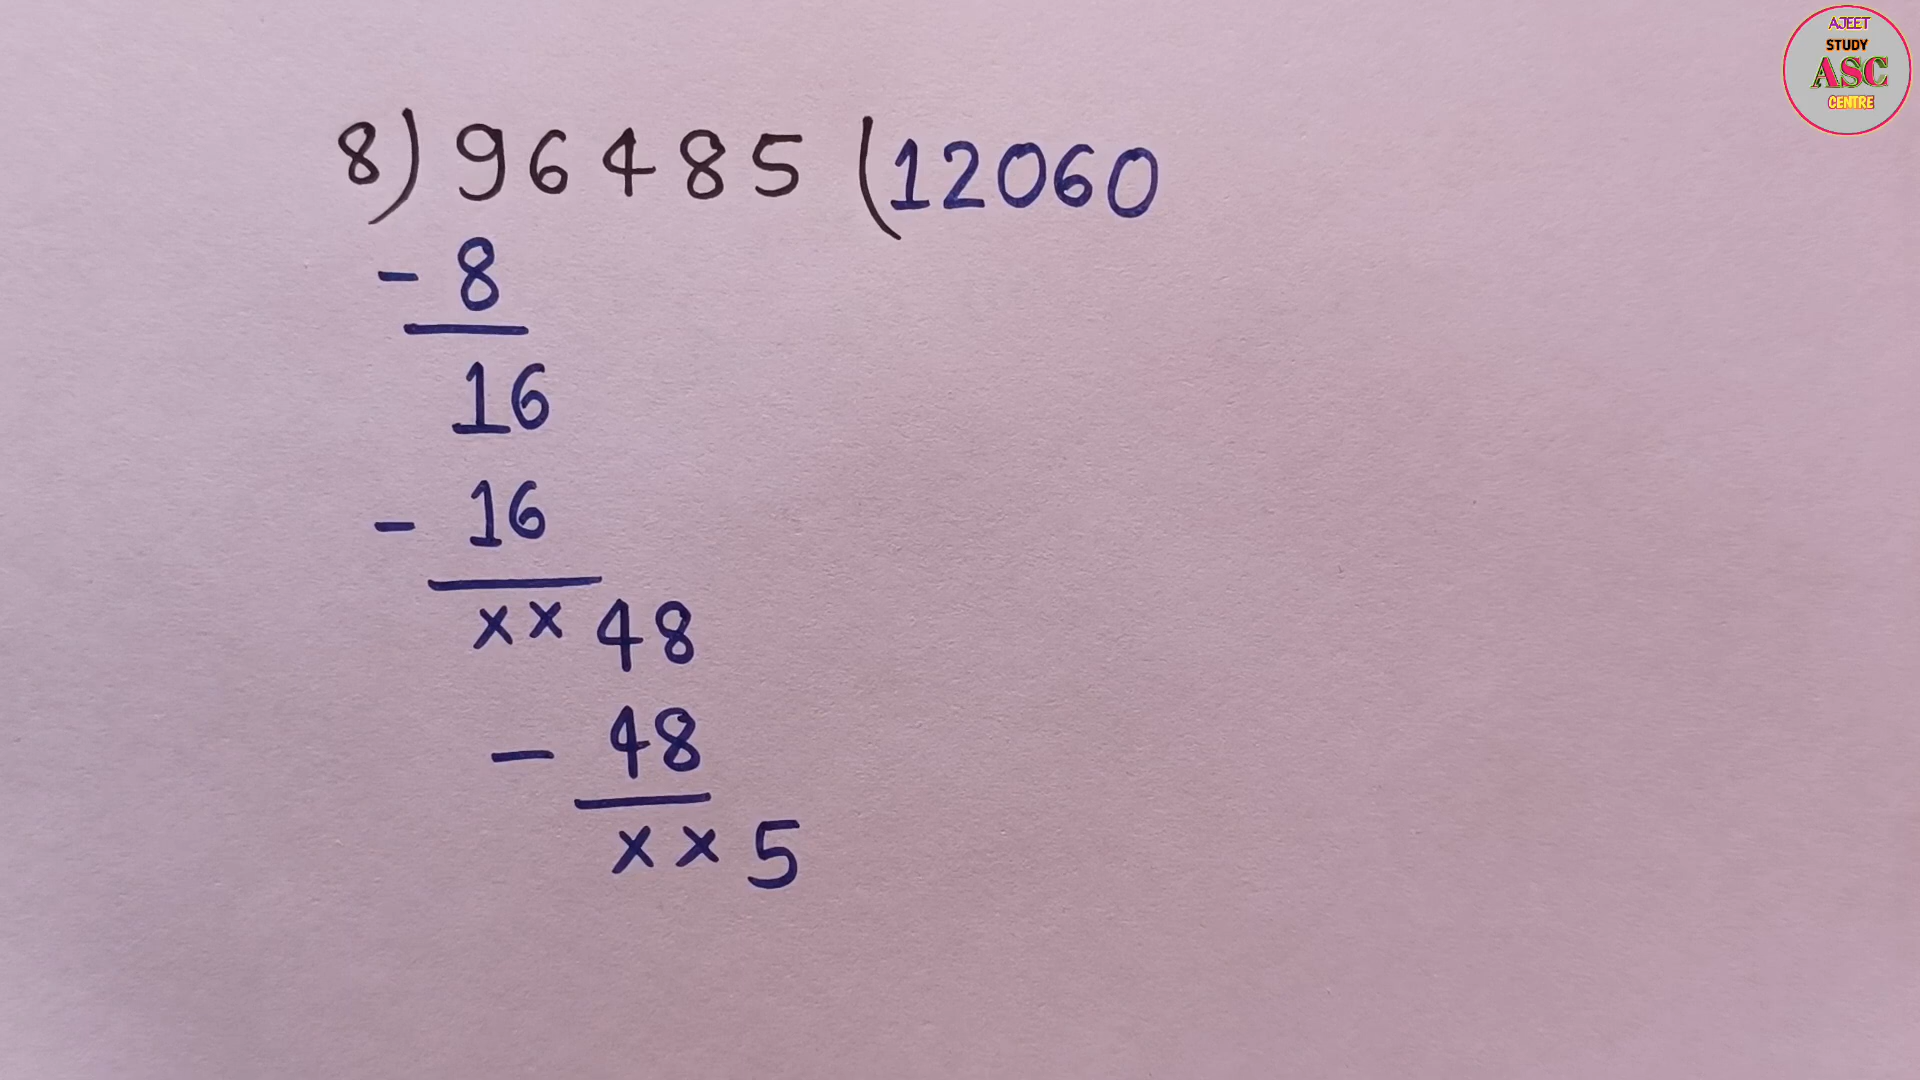 AJEET
STUDY
ASC
CENTRE
8) 96485 (12060
- 8
16
- 16
xx48
- 48
xx5